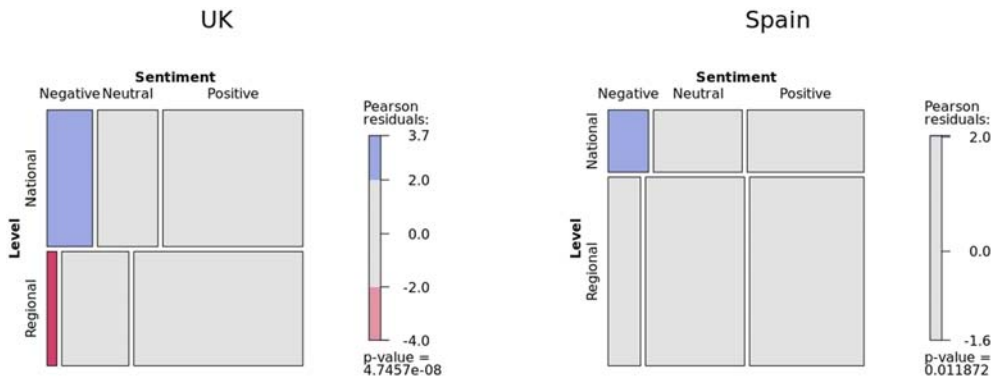 UK
Sentiment
Negative Neutral Positive
Level
National
Regional
Pearson
residuals:
3.7
2.0
0.0
-2.0
-4.0
p-value =
4.7457e-08
Spain
Sentiment
Negative Neutral Positive
Level
National
Regional
Pearson
residuals:
2.0
0.0
-1.6
p-value =
0.011872